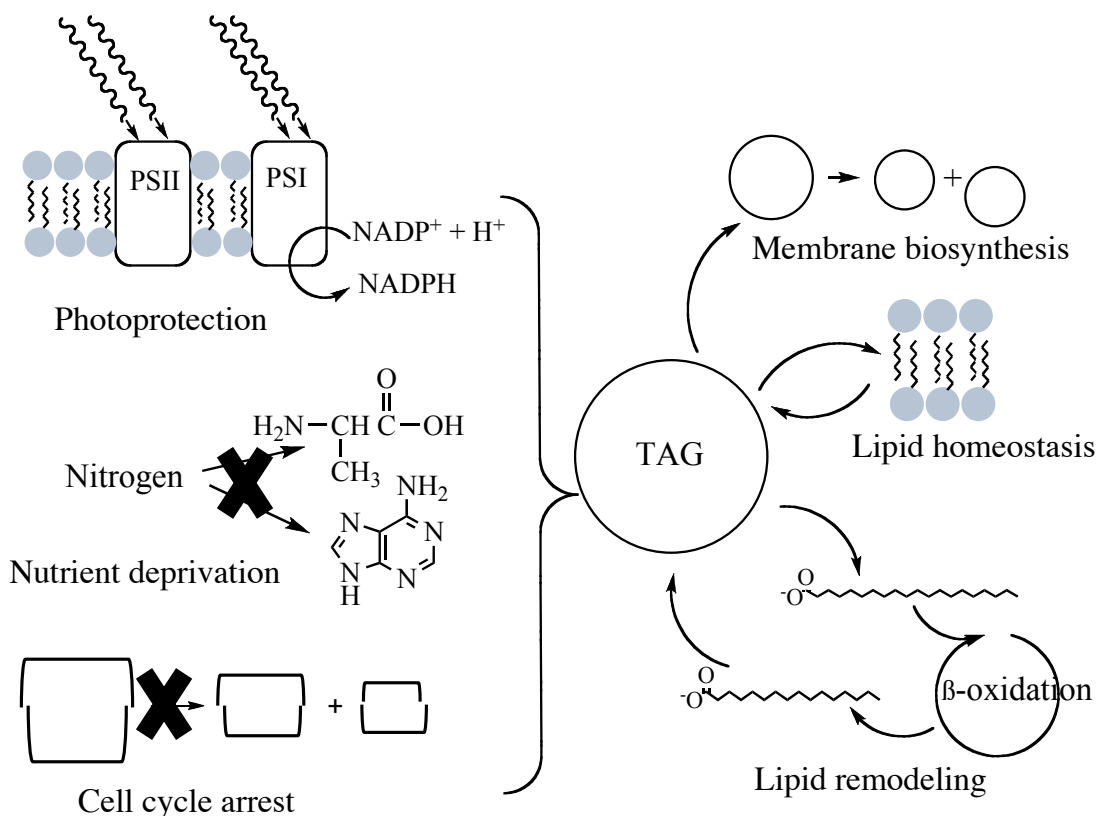 PSII
PSI
NADP⁺ + H⁺
NADPH
Photoprotection
Nitrogen
H₂N
CH
C
O
OH
CH₃
NH₂
N
N
N
H
N
N
Nutrient deprivation
+
Cell cycle arrest
TAG
+
Membrane biosynthesis
Lipid homeostasis
O
-O
O
-O
ß-oxidation
Lipid remodeling